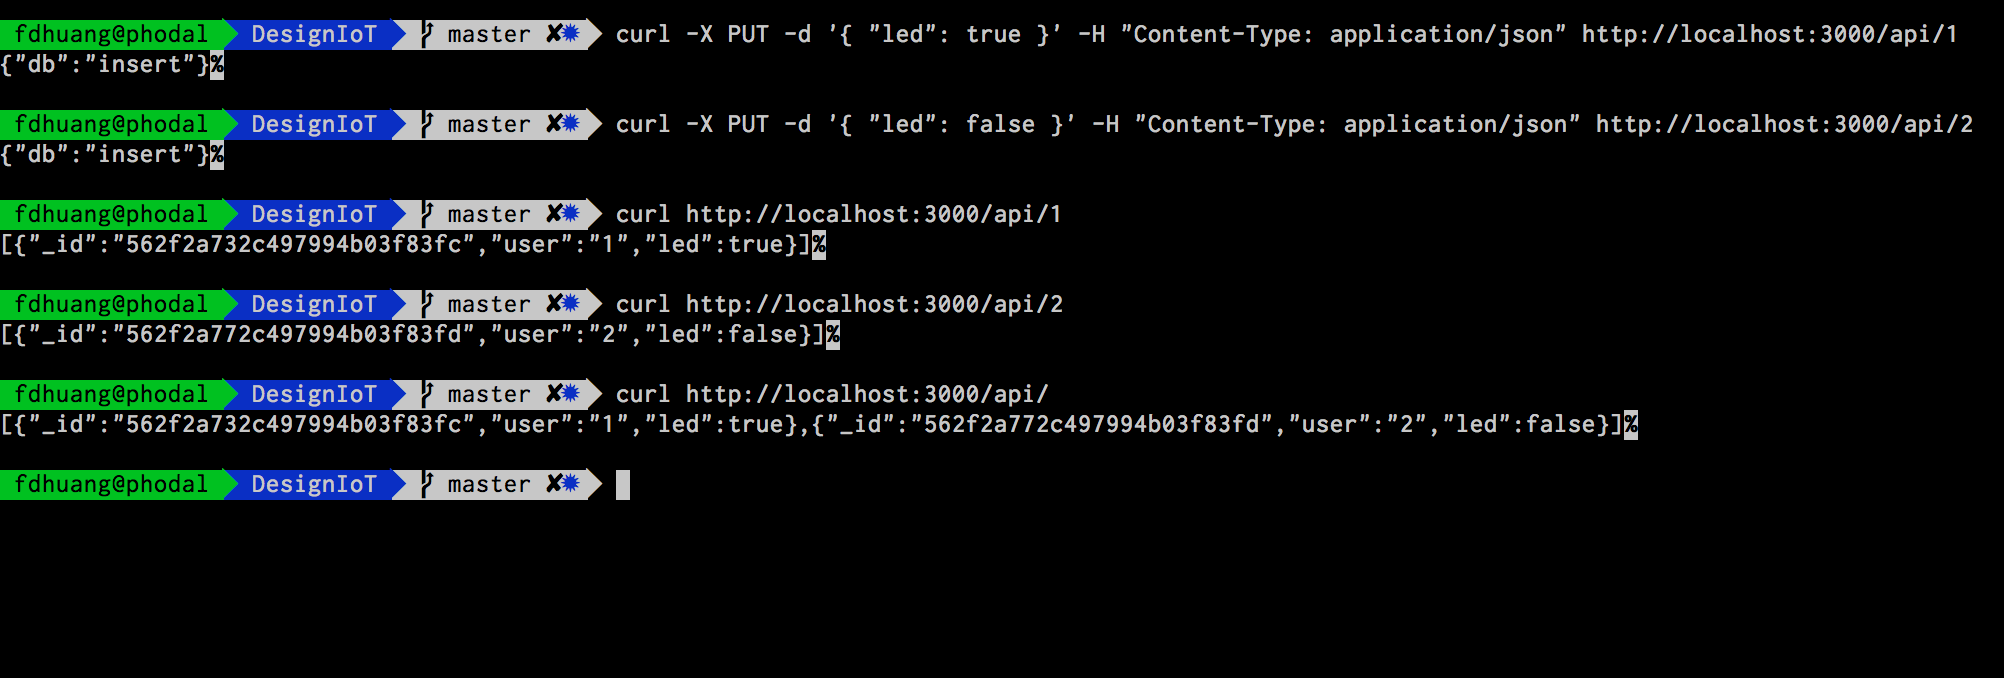 fdhuang@phodal DesignIoT master ✘✹ curl -X PUT -d '{ "led": true }' -H "Content-Type: application/json" http://localhost:3000/api/1
{"db":"insert"}%
fdhuang@phodal DesignIoT master ✘✹ curl -X PUT -d '{ "led": false }' -H "Content-Type: application/json" http://localhost:3000/api/2
{"db":"insert"}%
fdhuang@phodal DesignIoT master ✘✹ curl http://localhost:3000/api/1
[{"_id":"562f2a732c497994b03f83fc","user":"1","led":true}]%
fdhuang@phodal DesignIoT master ✘✹ curl http://localhost:3000/api/2
[{"_id":"562f2a772c497994b03f83fd","user":"2","led":false}]%
fdhuang@phodal DesignIoT master ✘✹ curl http://localhost:3000/api/
[{"_id":"562f2a732c497994b03f83fc","user":"1","led":true},{"_id":"562f2a772c497994b03f83fd","user":"2","led":false}]%
fdhuang@phodal DesignIoT master ✘✹